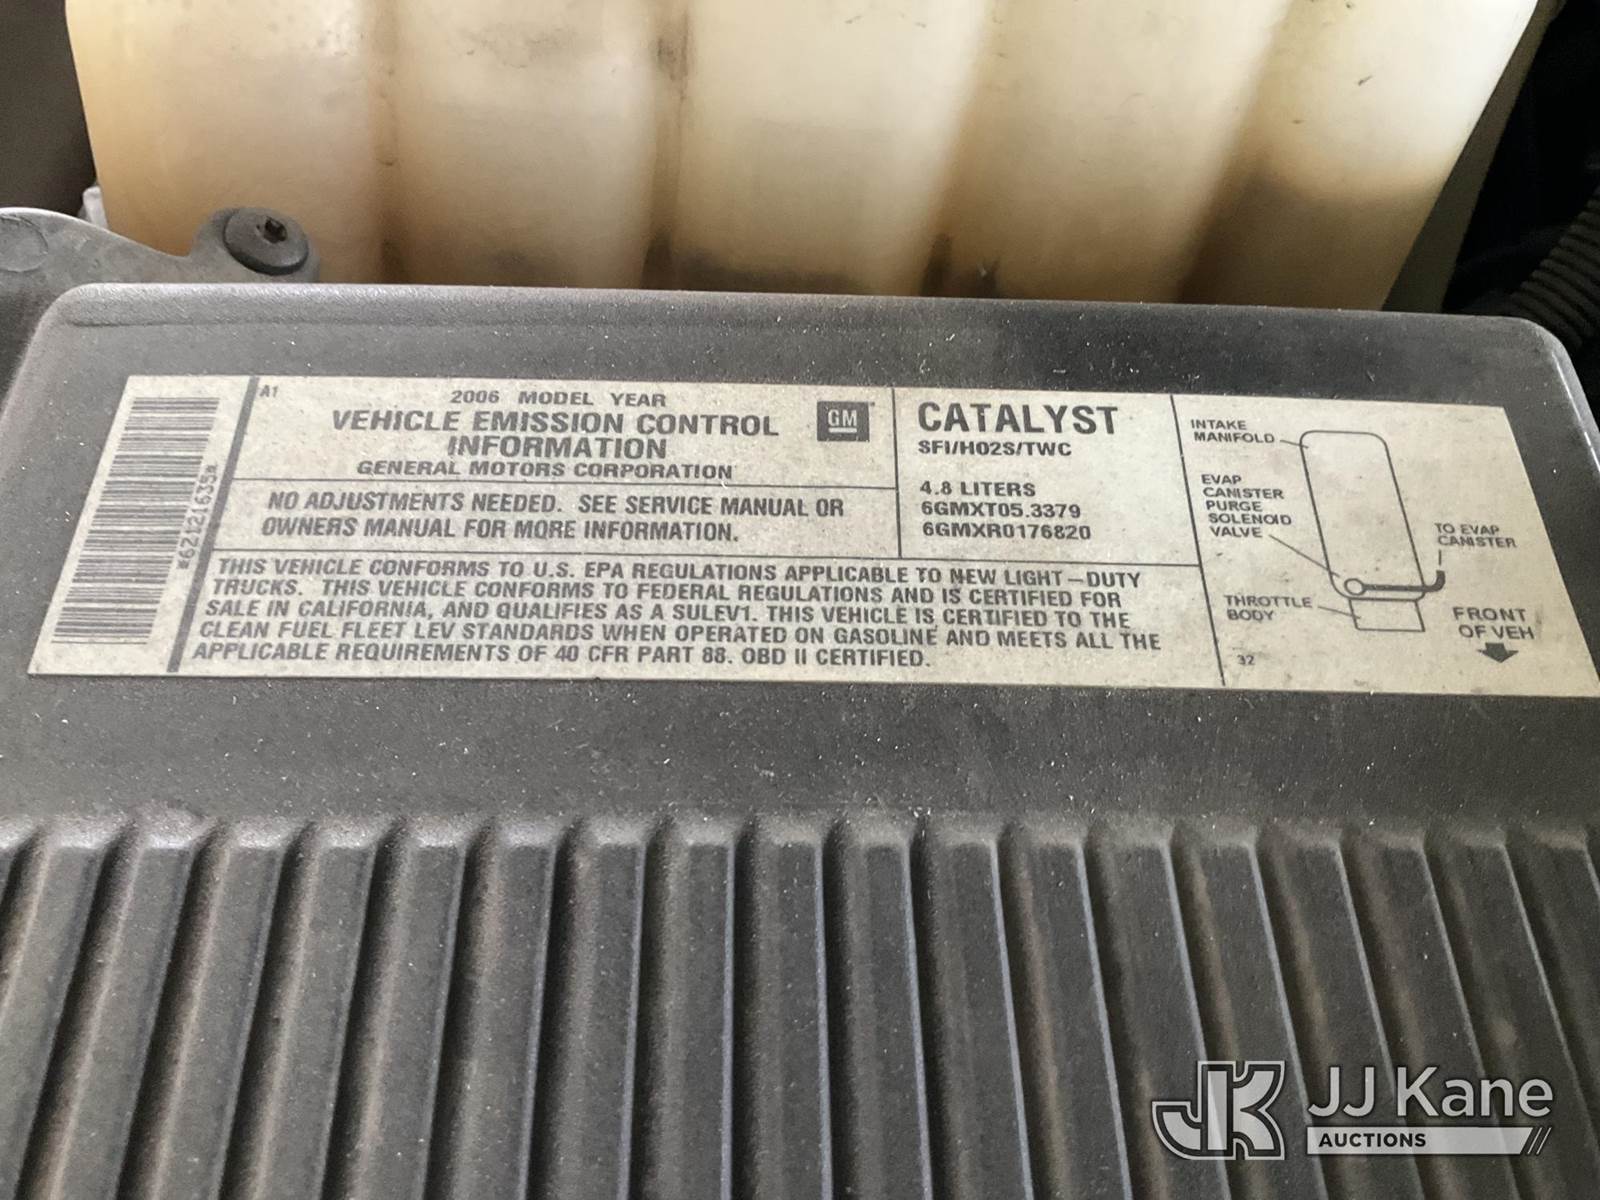 A1
2006 MODEL YEAR
VEHICLE EMISSION CONTROL
INFORMATION
GENERAL MOTORS CORPORATION
GM
NO ADJUSTMENTS NEEDED. SEE SERVICE MANUAL OR
OWNERS MANUAL FOR MORE INFORMATION.
CATALYST
SFI/HO2S/TWC
4.8 LITERS
6GMXT05.3379
6GMXR0176820
THIS VEHICLE CONFORMS TO U.S. EPA REGULATIONS APPLICABLE TO NEW LIGHT-DUTY
TRUCKS. THIS VEHICLE CONFORMS TO FEDERAL REGULATIONS AND IS CERTIFIED FOR
SALE IN CALIFORNIA, AND QUALIFIES AS A SULEV1. THIS VEHICLE IS CERTIFIED TO THE
CLEAN FUEL FLEET LEV STANDARDS WHEN OPERATED ON GASOLINE AND MEETS ALL THE
APPLICABLE REQUIREMENTS OF 40 CFR PART 88. OBD II CERTIFIED.
*62121635*
INTAKE
MANIFOLD
EVAP
CANISTER
PURGE
SOLENOID
VALVE
TO EVAP
CANISTER
THROTTLE
BODY
FRONT
OF VEH
32
JK JJ Kane
AUCTIONS